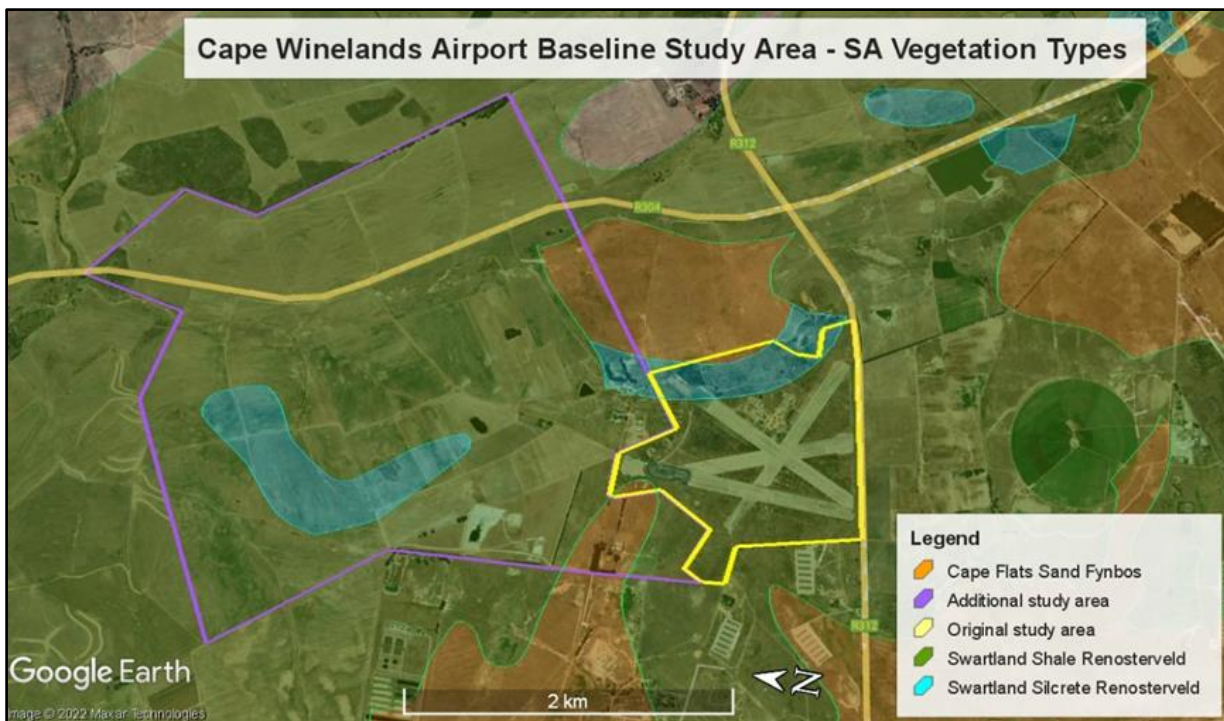 Cape Winelands Airport Baseline Study Area - SA Vegetation Types
R312
R304
Legend
Cape Flats Sand Fynbos
Additional study area
Original study area
Swartland Shale Renosterveld
Swartland Silcrete Renosterveld
R312
Google Earth
N
2 km
Image © 2022 Maxar Technologies